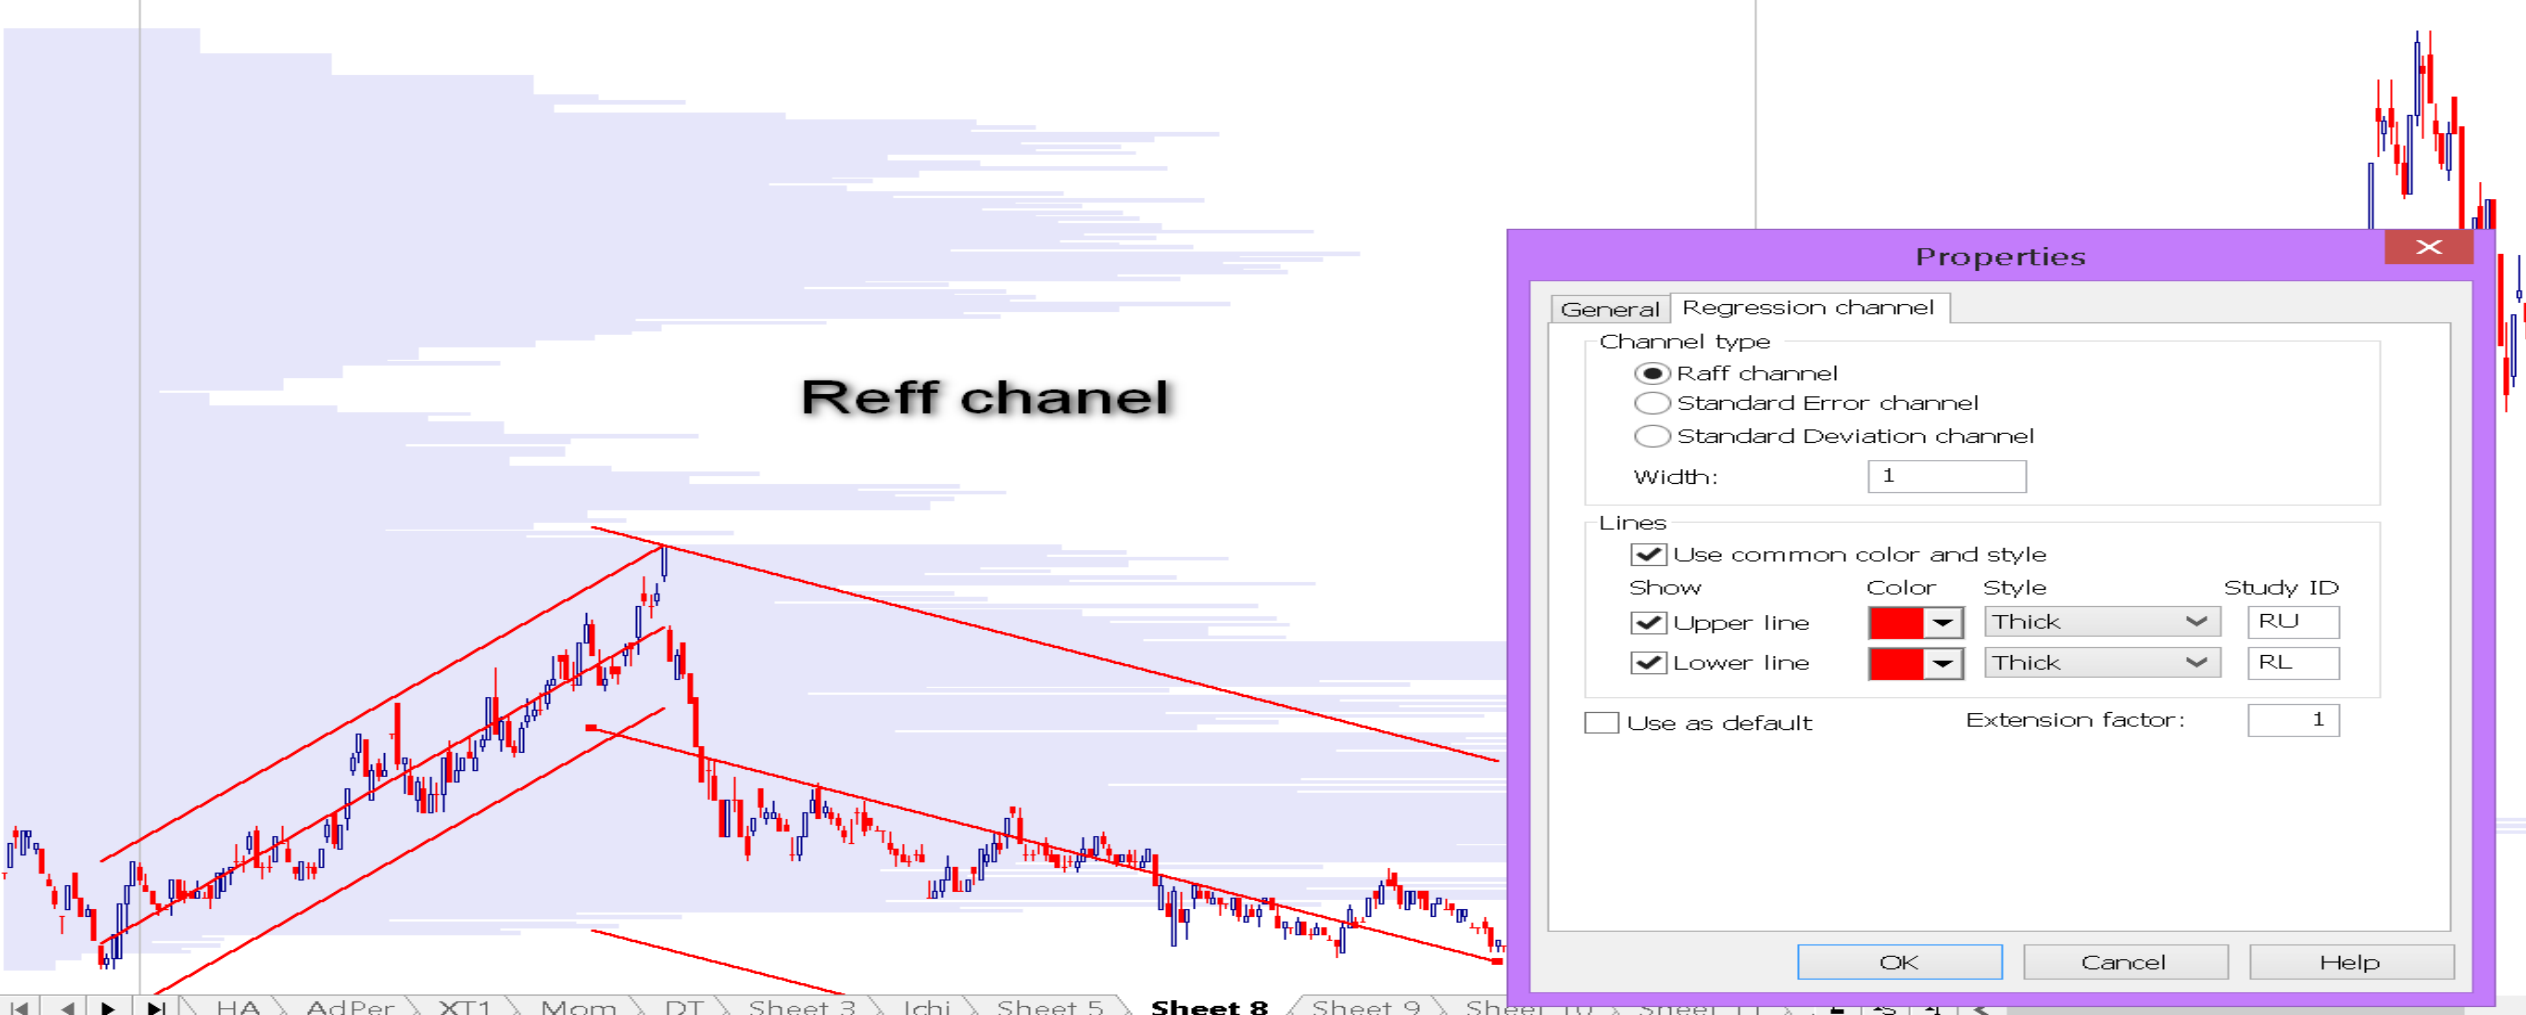 Properties
General
Regression channel
Channel type
Raff channel
Standard Error channel
Standard Deviation channel
Width: 1
Reff chanel
Lines
Use common color and style
Show Color Style Study ID
Upper line Thick RU
Lower line Thick RL
Use as default Extension factor: 1
OK Cancel Help
HA AdPer XT1 Mom DT Sheet 3 Ichi Sheet 5 Sheet 8 Sheet 9